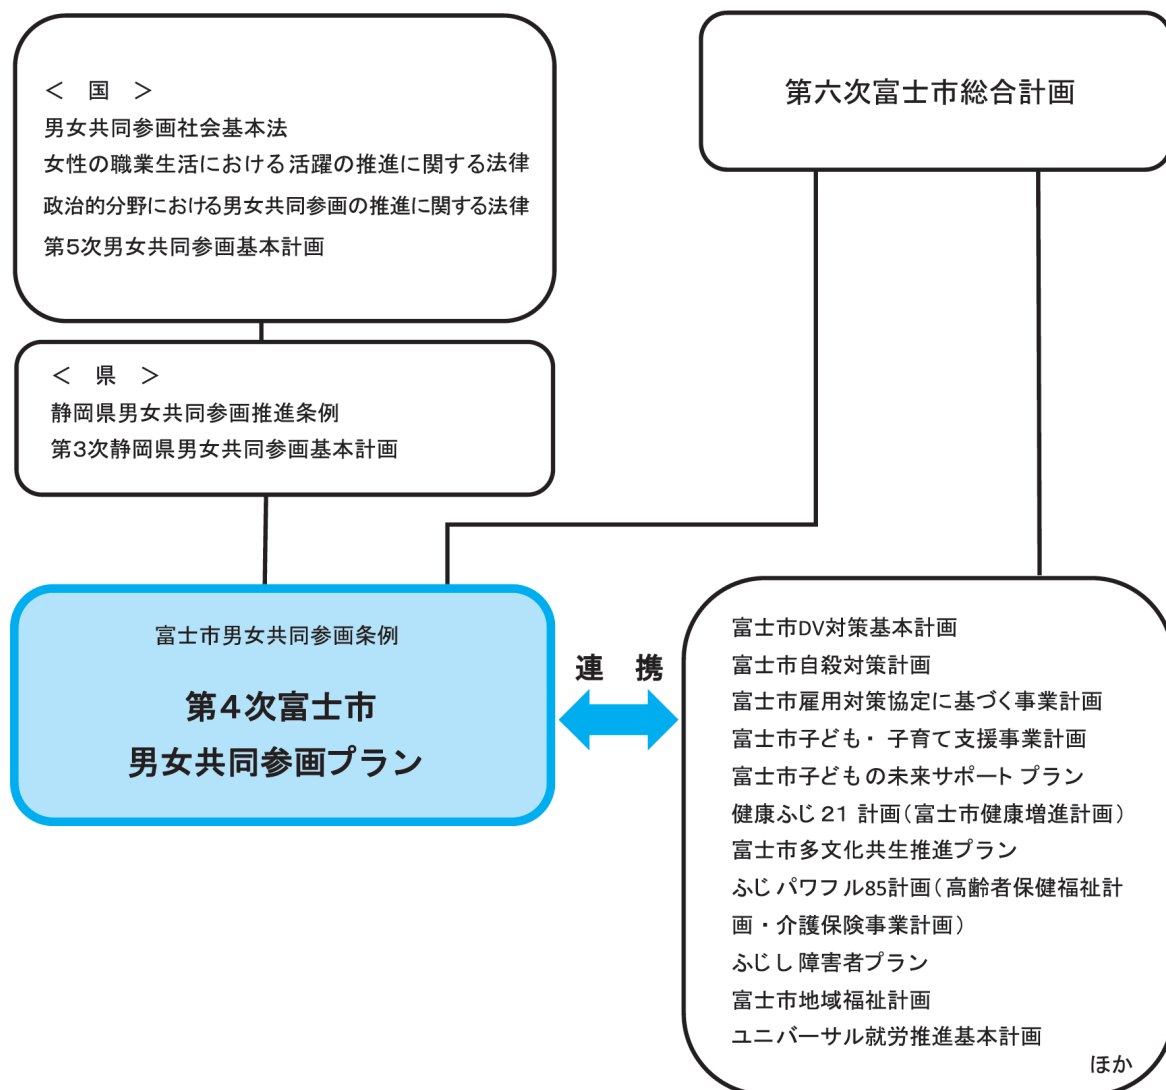 ＜　国　＞
男女共同参画社会基本法
女性の職業生活における活躍の推進に関する法律
政治的分野における男女共同参画の推進に関する法律
第5次男女共同参画基本計画
第六次富士市総合計画
＜　県　＞
静岡県男女共同参画推進条例
第3次静岡県男女共同参画基本計画
富士市男女共同参画条例
第４次富士市
男女共同参画プラン
連　携
富士市DV対策基本計画
富士市自殺対策計画
富士市雇用対策協定に基づく事業計画
富士市子ども・子育て支援事業計画
富士市子どもの未来サポートプラン
健康ふじ21計画（富士市健康増進計画）
富士市多文化共生推進プラン
ふじパワフル85計画（高齢者保健福祉計
画・介護保険事業計画）
ふじし障害者プラン
富士市地域福祉計画
ユニバーサル就労推進基本計画
ほか